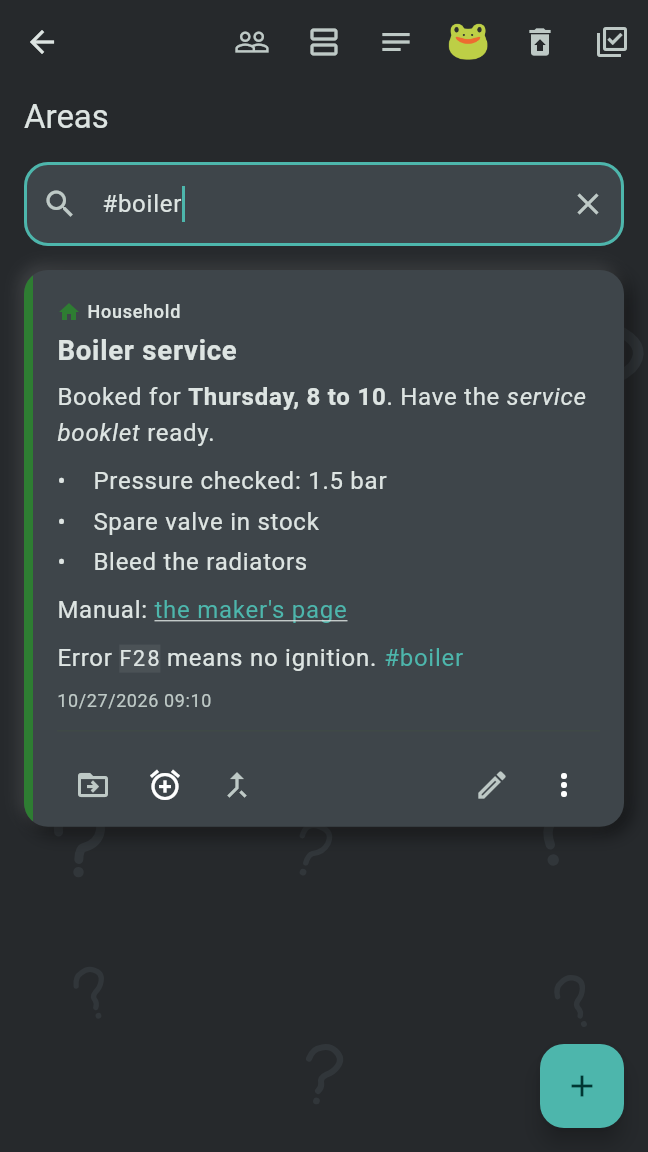 Areas
#boiler
Household
Boiler service
Booked for Thursday, 8 to 10. Have the service
booklet ready.
• Pressure checked: 1.5 bar
• Spare valve in stock
• Bleed the radiators
Manual: the maker's page
Error F28 means no ignition. #boiler
10/27/2026 09:10